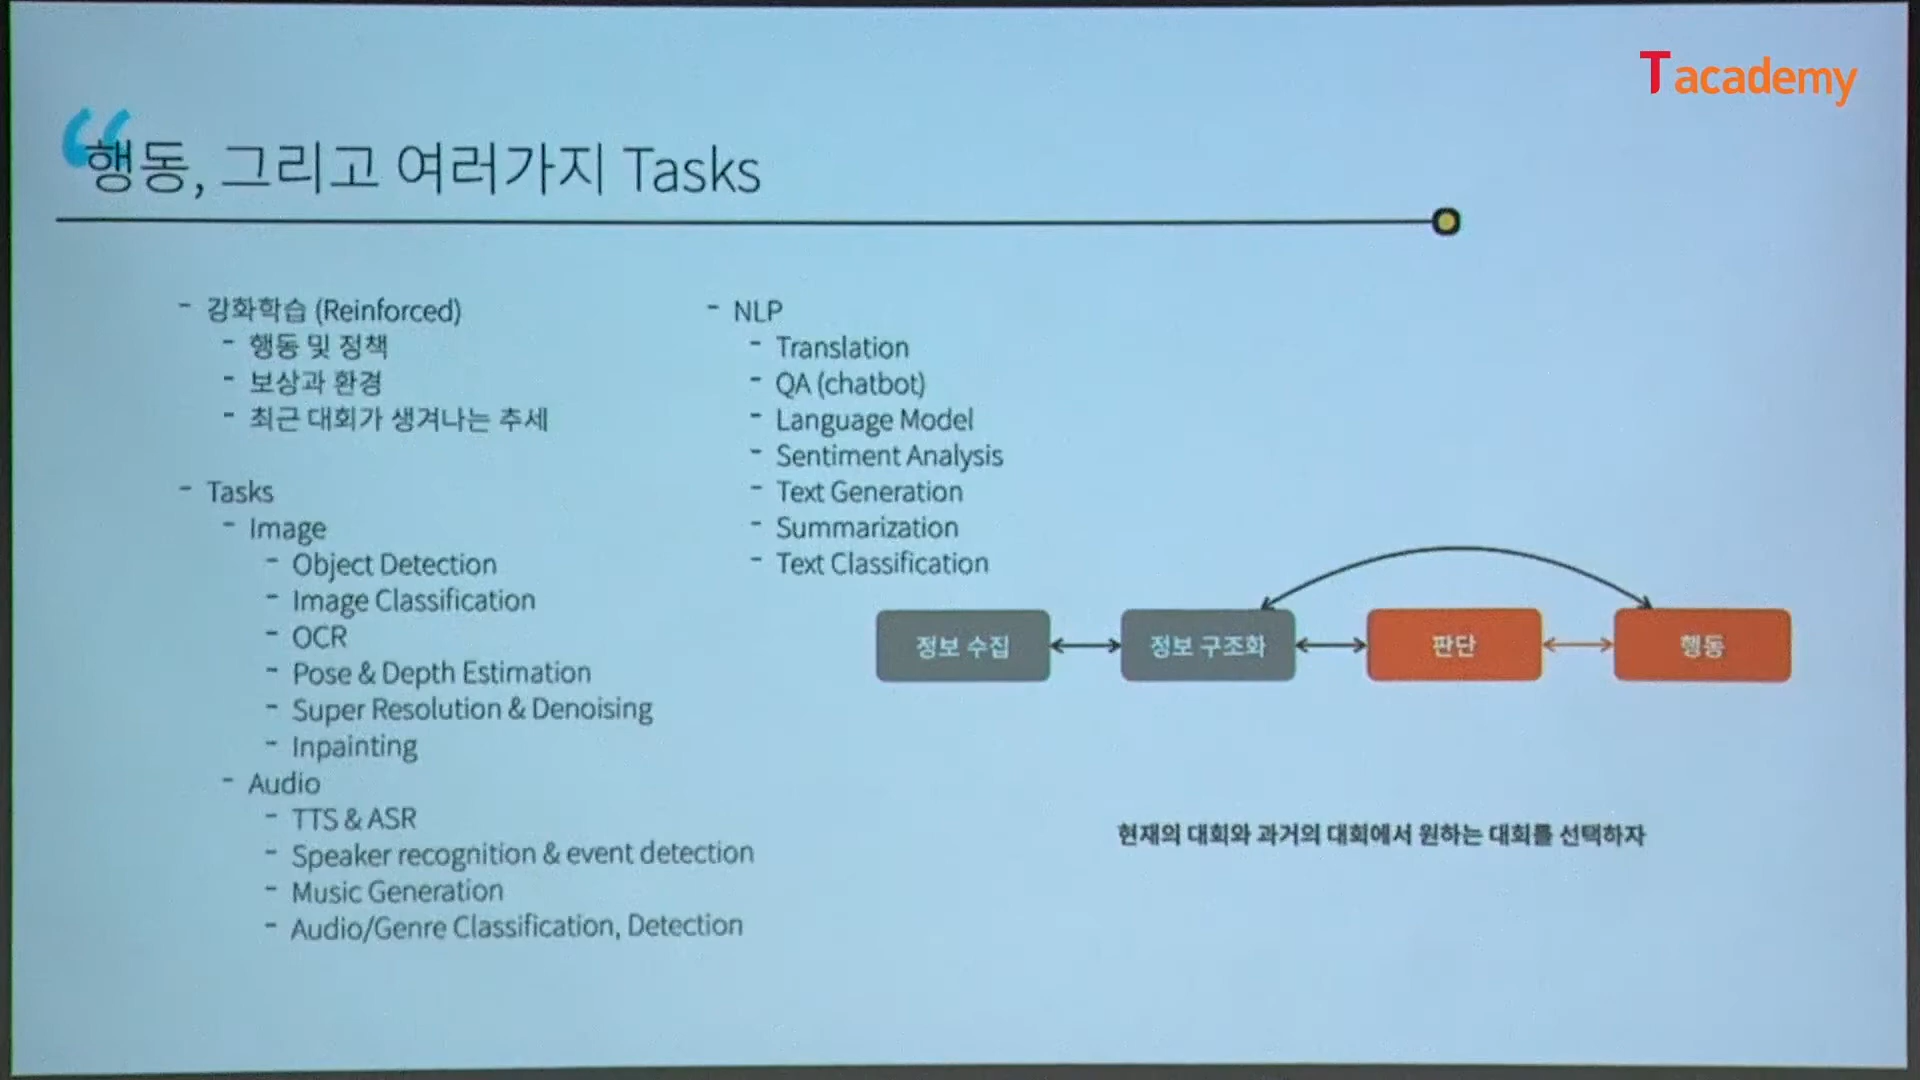 T academy
“
행동, 그리고 여러가지 Tasks
- 강화학습 (Reinforced)
- 행동 및 정책
- 보상과 환경
- 최근 대회가 생겨나는 추세
- Tasks
- Image
- Object Detection
- Image Classification
- OCR
- Pose & Depth Estimation
- Super Resolution & Denoising
- Inpainting
- Audio
- TTS & ASR
- Speaker recognition & event detection
- Music Generation
- Audio/Genre Classification, Detection
- NLP
- Translation
- QA (chatbot)
- Language Model
- Sentiment Analysis
- Text Generation
- Summarization
- Text Classification
정보 수집
정보 구조화
판단
행동
현재의 대회와 과거의 대회에서 원하는 대회를 선택하자